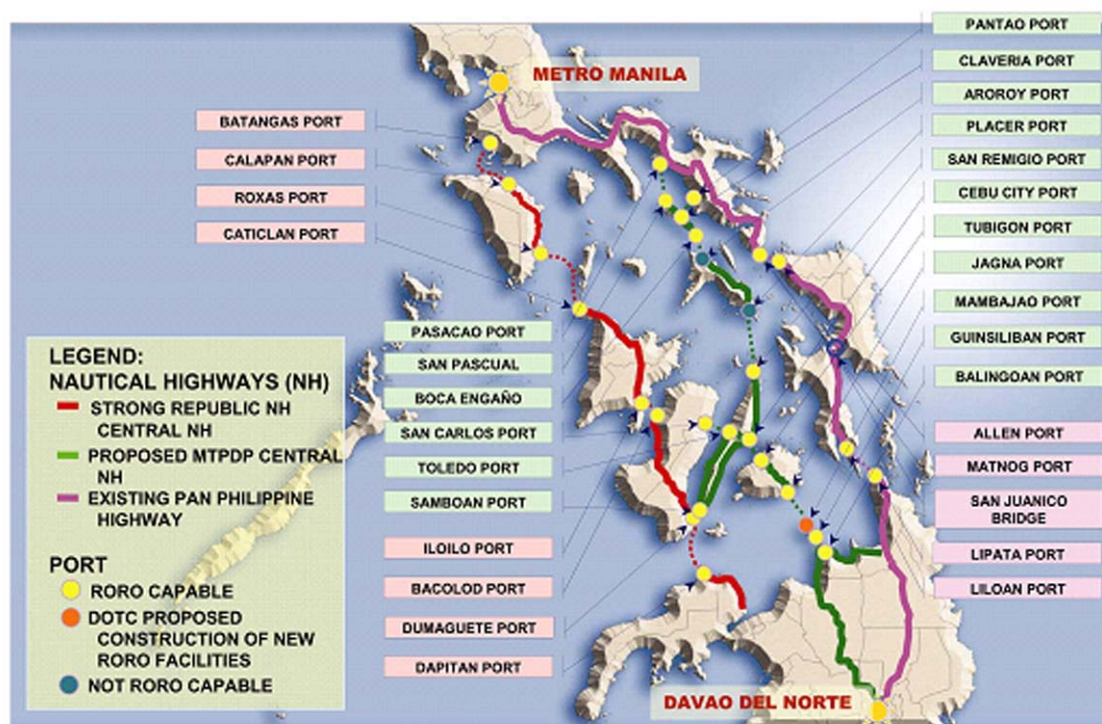 METRO MANILA
BATANGAS PORT
CALAPAN PORT
ROXAS PORT
CATICLAN PORT
PANTAO PORT
CLAVERIA PORT
AROROY PORT
PLACER PORT
SAN REMIGIO PORT
CEBU CITY PORT
TUBIGON PORT
JAGNA PORT
MAMBAJAO PORT
GUINSILIBAN PORT
BALINGOAN PORT
ALLEN PORT
MATNOG PORT
SAN JUANICO
BRIDGE
LIPATA PORT
LILOAN PORT
PASACAO PORT
SAN PASCUAL
BOCA ENGAÑO
SAN CARLOS PORT
TOLEDO PORT
SAMBOAN PORT
ILOILO PORT
BACOLOD PORT
DUMAGUETE PORT
DAPITAN PORT
LEGEND:
NAUTICAL HIGHWAYS (NH)
STRONG REPUBLIC NH
CENTRAL NH
PROPOSED MTPDP CENTRAL
NH
EXISTING PAN PHILIPPINE
HIGHWAY
PORT
RORO CAPABLE
DOTC PROPOSED
CONSTRUCTION OF NEW
RORO FACILITIES
NOT RORO CAPABLE
DAVAO DEL NORTE